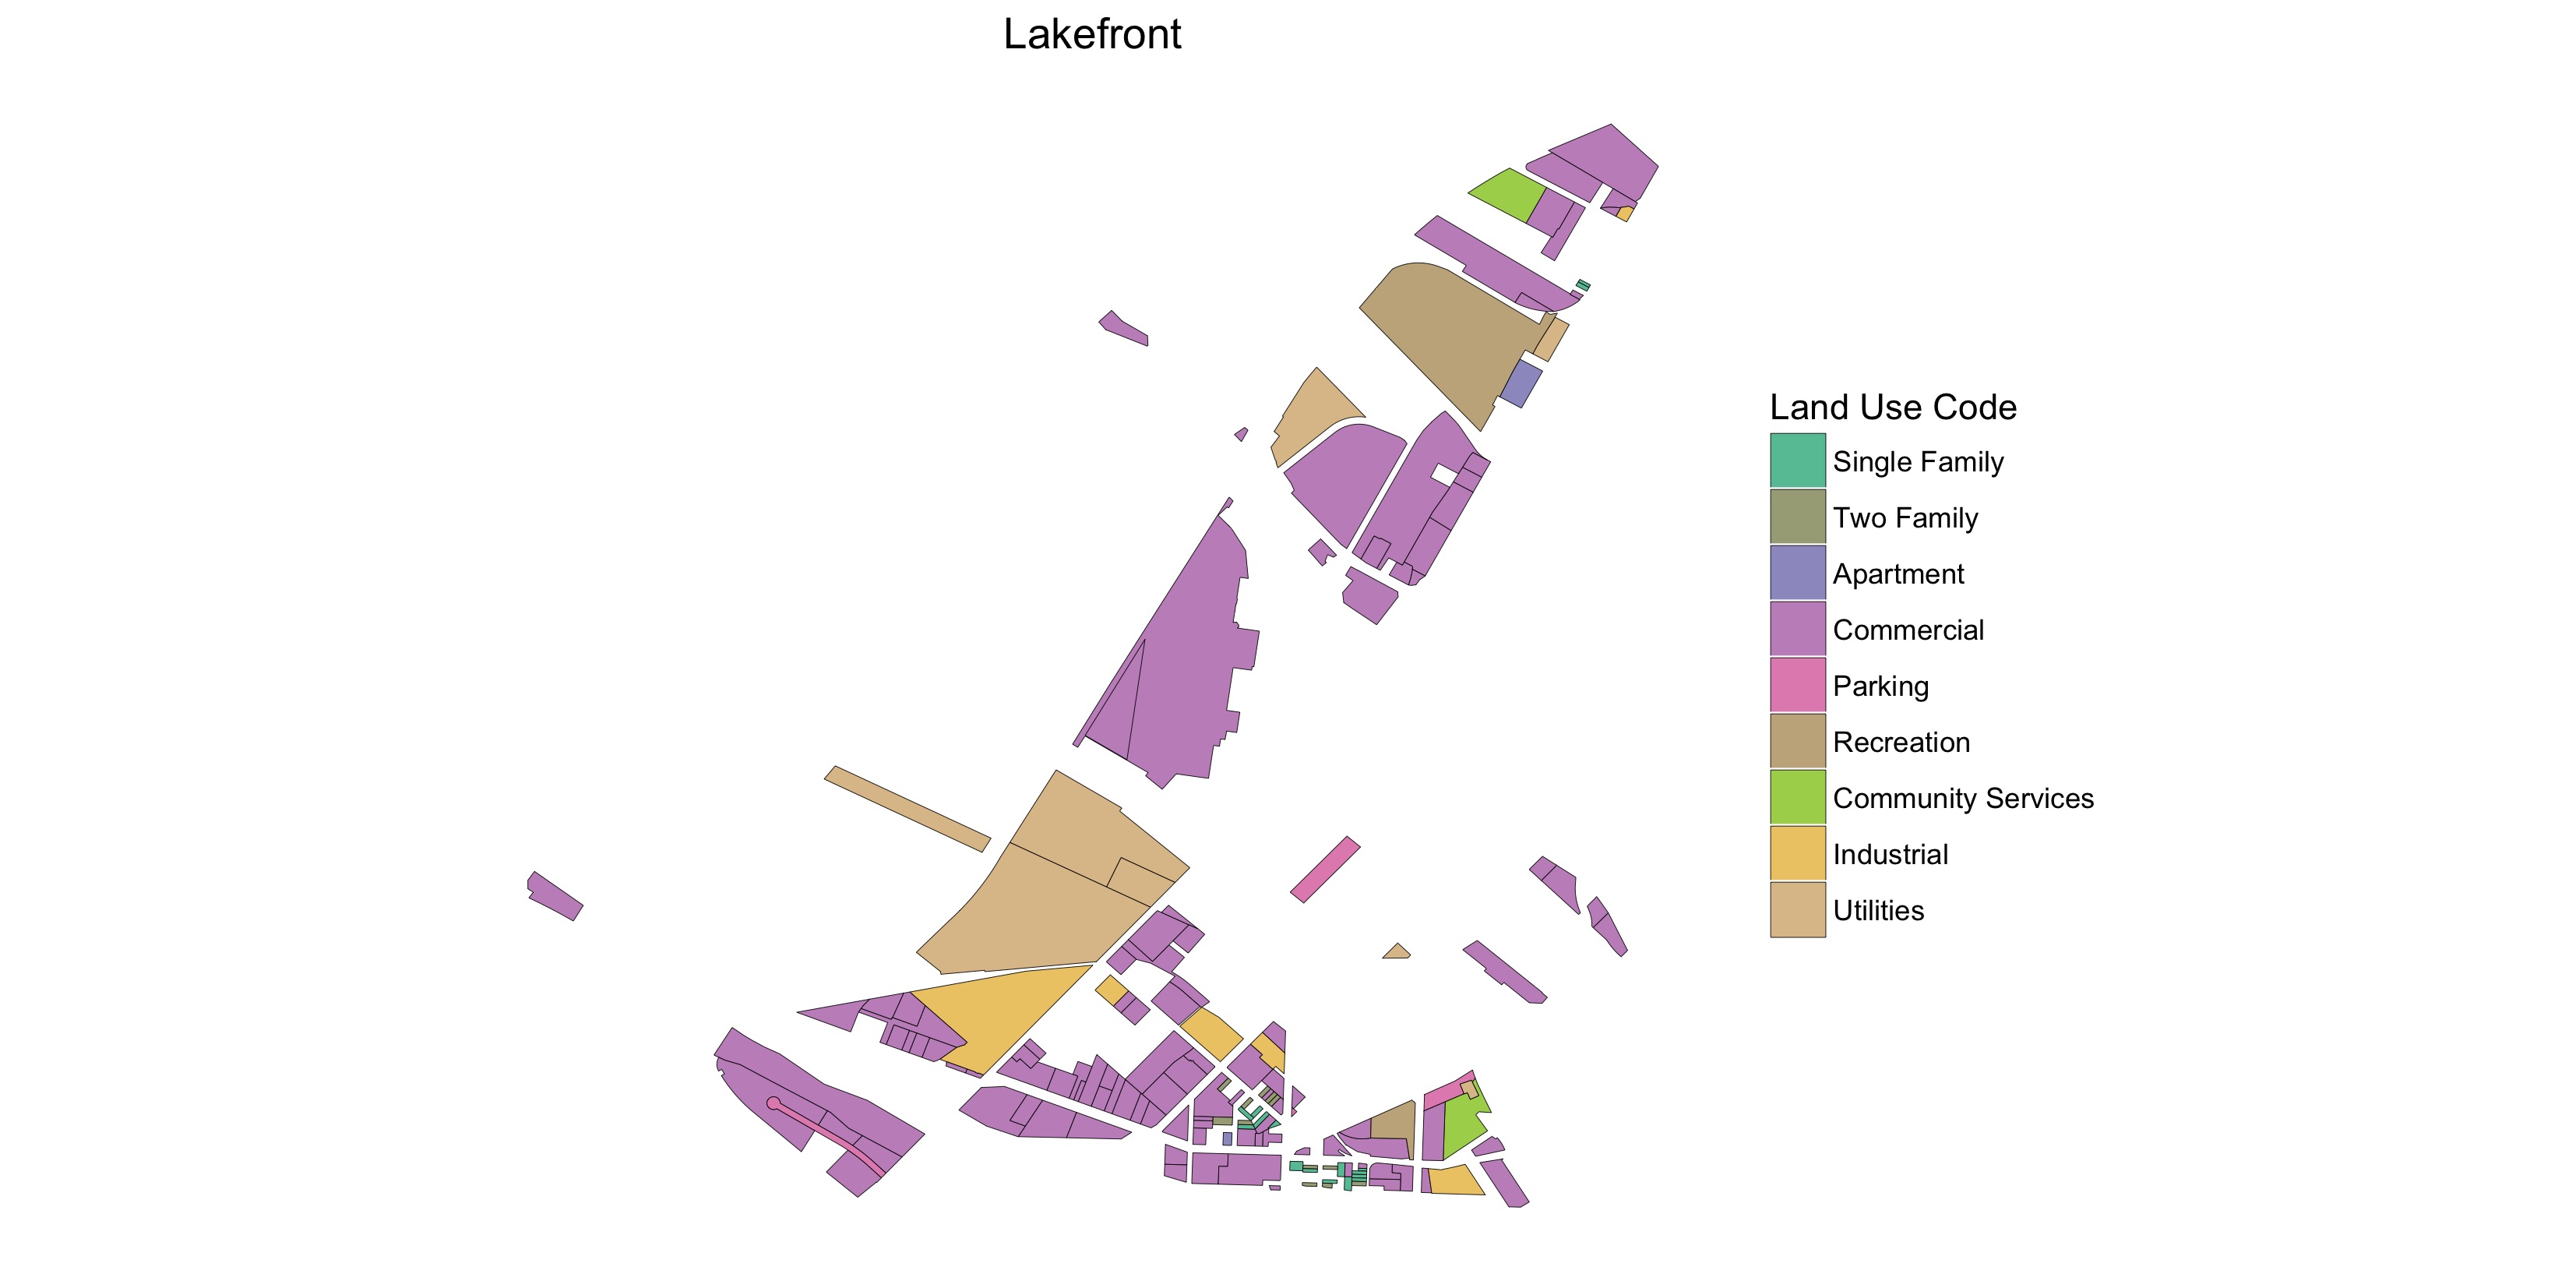 Lakefront
Land Use Code
Single Family
Two Family
Apartment
Commercial
Parking
Recreation
Community Services
Industrial
Utilities